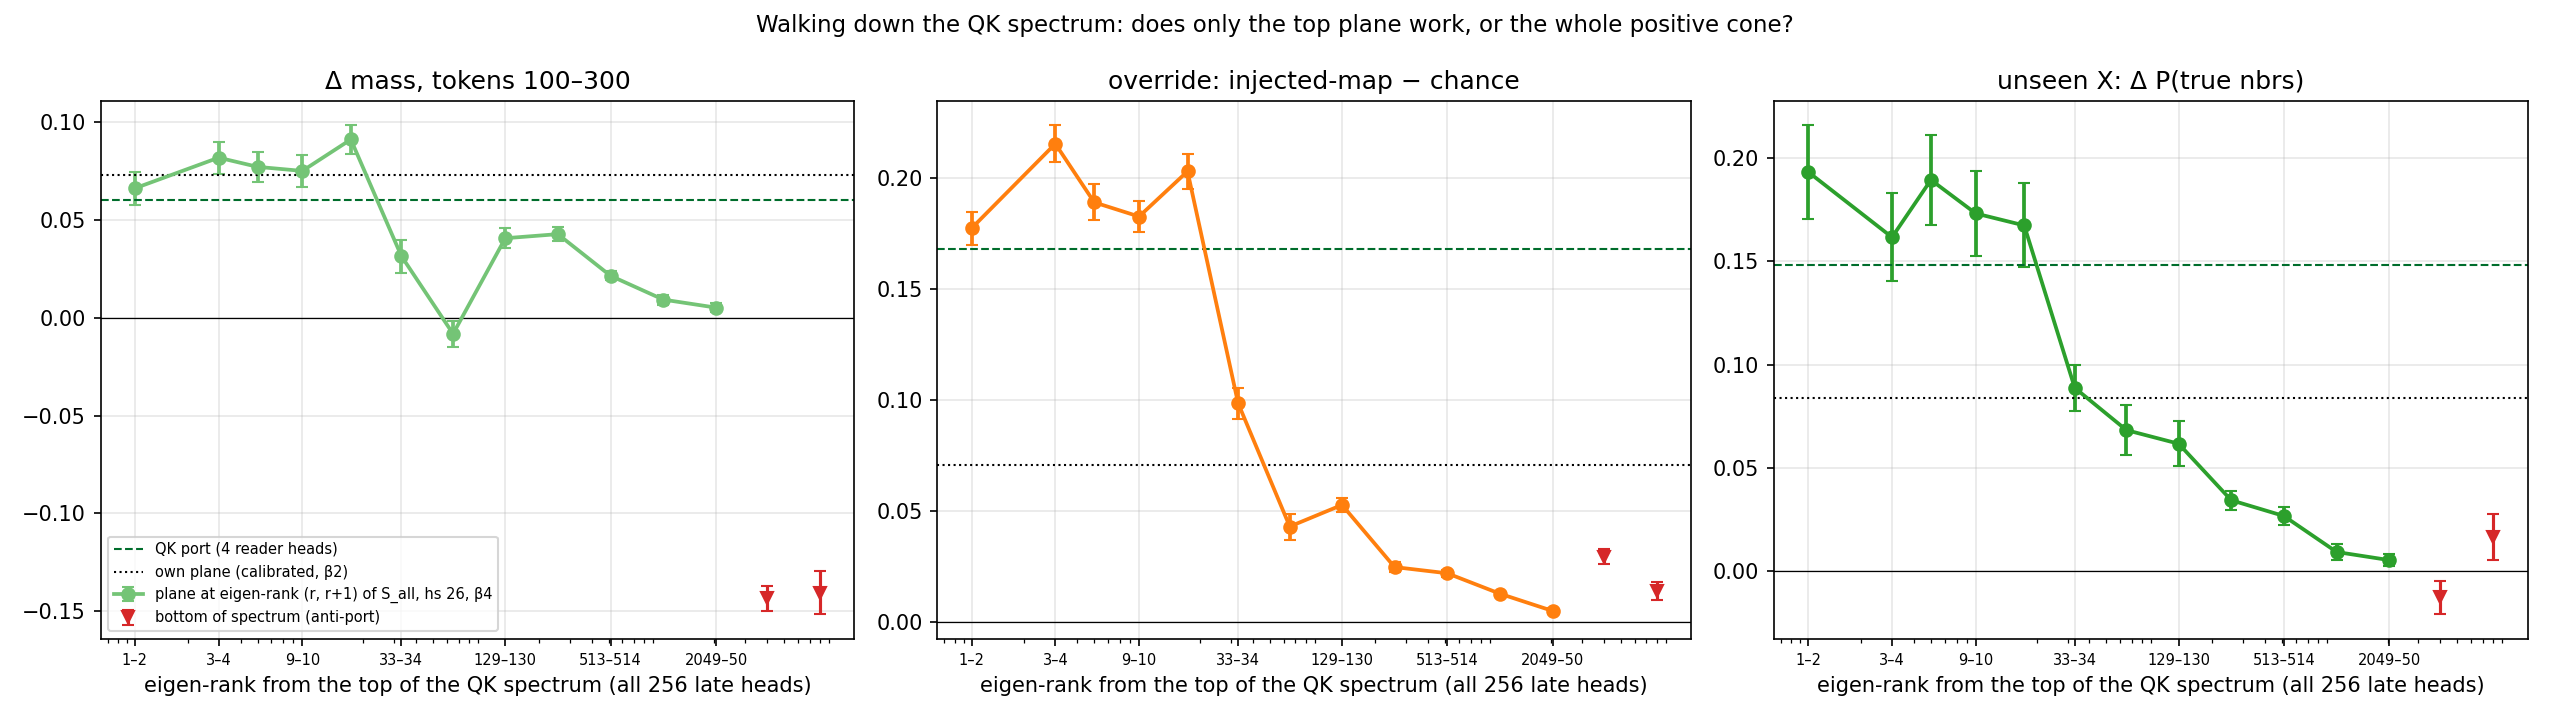 Walking down the QK spectrum: does only the top plane work, or the whole positive cone?
Δ mass, tokens 100–300
0.10
0.05
0.00
−0.05
−0.10
−0.15
QK port (4 reader heads)
own plane (calibrated, β2)
plane at eigen-rank (r, r+1) of S_all, hs 26, β4
bottom of spectrum (anti-port)
1–2 3–4 9–10 33–34 129–130 513–514 2049–50
eigen-rank from the top of the QK spectrum (all 256 late heads)
override: injected-map − chance
0.20
0.15
0.10
0.05
0.00
1–2 3–4 9–10 33–34 129–130 513–514 2049–50
eigen-rank from the top of the QK spectrum (all 256 late heads)
unseen X: Δ P(true nbrs)
0.20
0.15
0.10
0.05
0.00
1–2 3–4 9–10 33–34 129–130 513–514 2049–50
eigen-rank from the top of the QK spectrum (all 256 late heads)